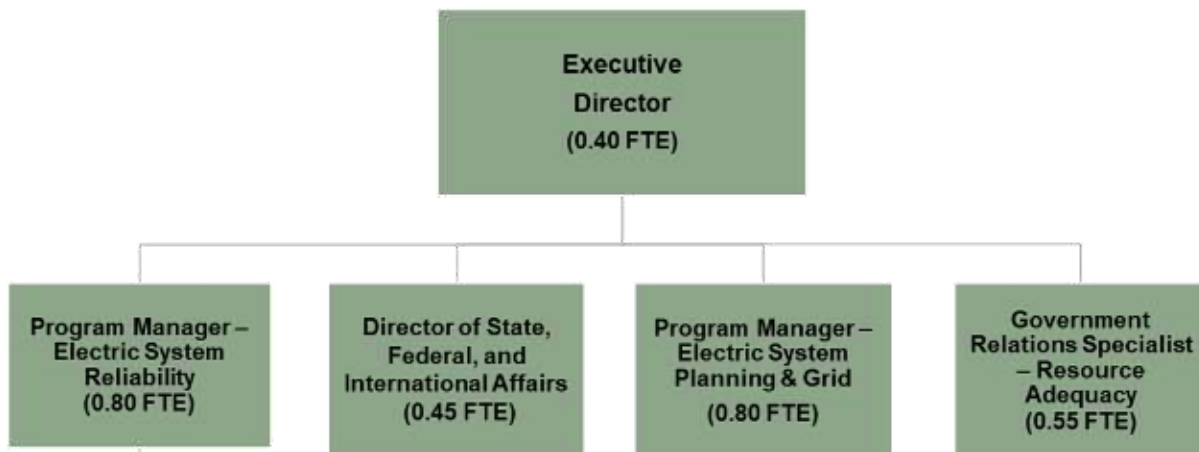 Executive
Director
(0.40 FTE)
Program Manager –
Electric System
Reliability
(0.80 FTE)
Director of State,
Federal, and
International Affairs
(0.45 FTE)
Program Manager –
Electric System
Planning & Grid
(0.80 FTE)
Government
Relations Specialist
– Resource
Adequacy
(0.55 FTE)